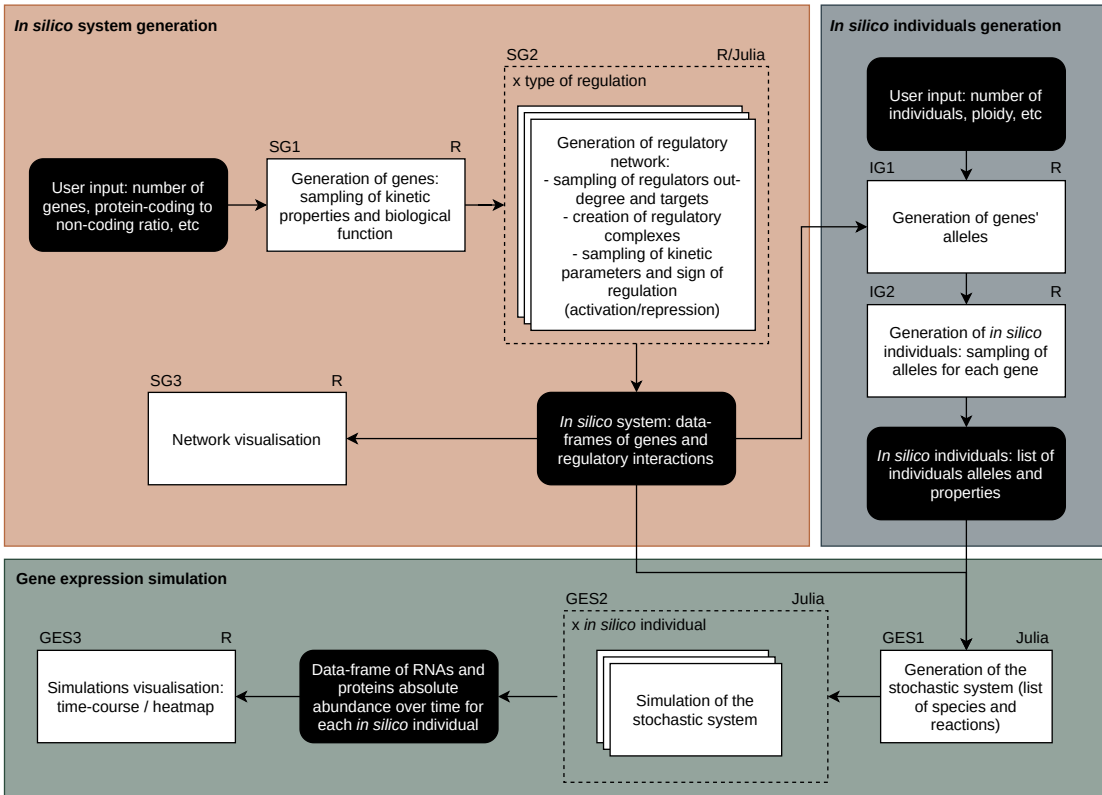 In silico system generation
SG2 R/Julia
x type of regulation
SG1 R
User input: number of
genes, protein-coding to
non-coding ratio, etc
Generation of genes:
sampling of kinetic
properties and biological
function
Generation of regulatory
network:
- sampling of regulators out-
degree and targets
- creation of regulatory
complexes
- sampling of kinetic
parameters and sign of
regulation
(activation/repression)
SG3 R
Network visualisation
In silico system: data-
frames of genes and
regulatory interactions
In silico individuals generation
User input: number of
individuals, ploidy, etc
IG1 R
Generation of genes'
alleles
IG2 R
Generation of in silico
individuals: sampling of
alleles for each gene
In silico individuals: list of
individuals alleles and
properties
Gene expression simulation
GES3 R
Simulations visualisation:
time-course / heatmap
Data-frame of RNAs and
proteins absolute
abundance over time for
each in silico individual
GES2 Julia
x in silico individual
Simulation of the
stochastic system
GES1 Julia
Generation of the
stochastic system (list
of species and
reactions)